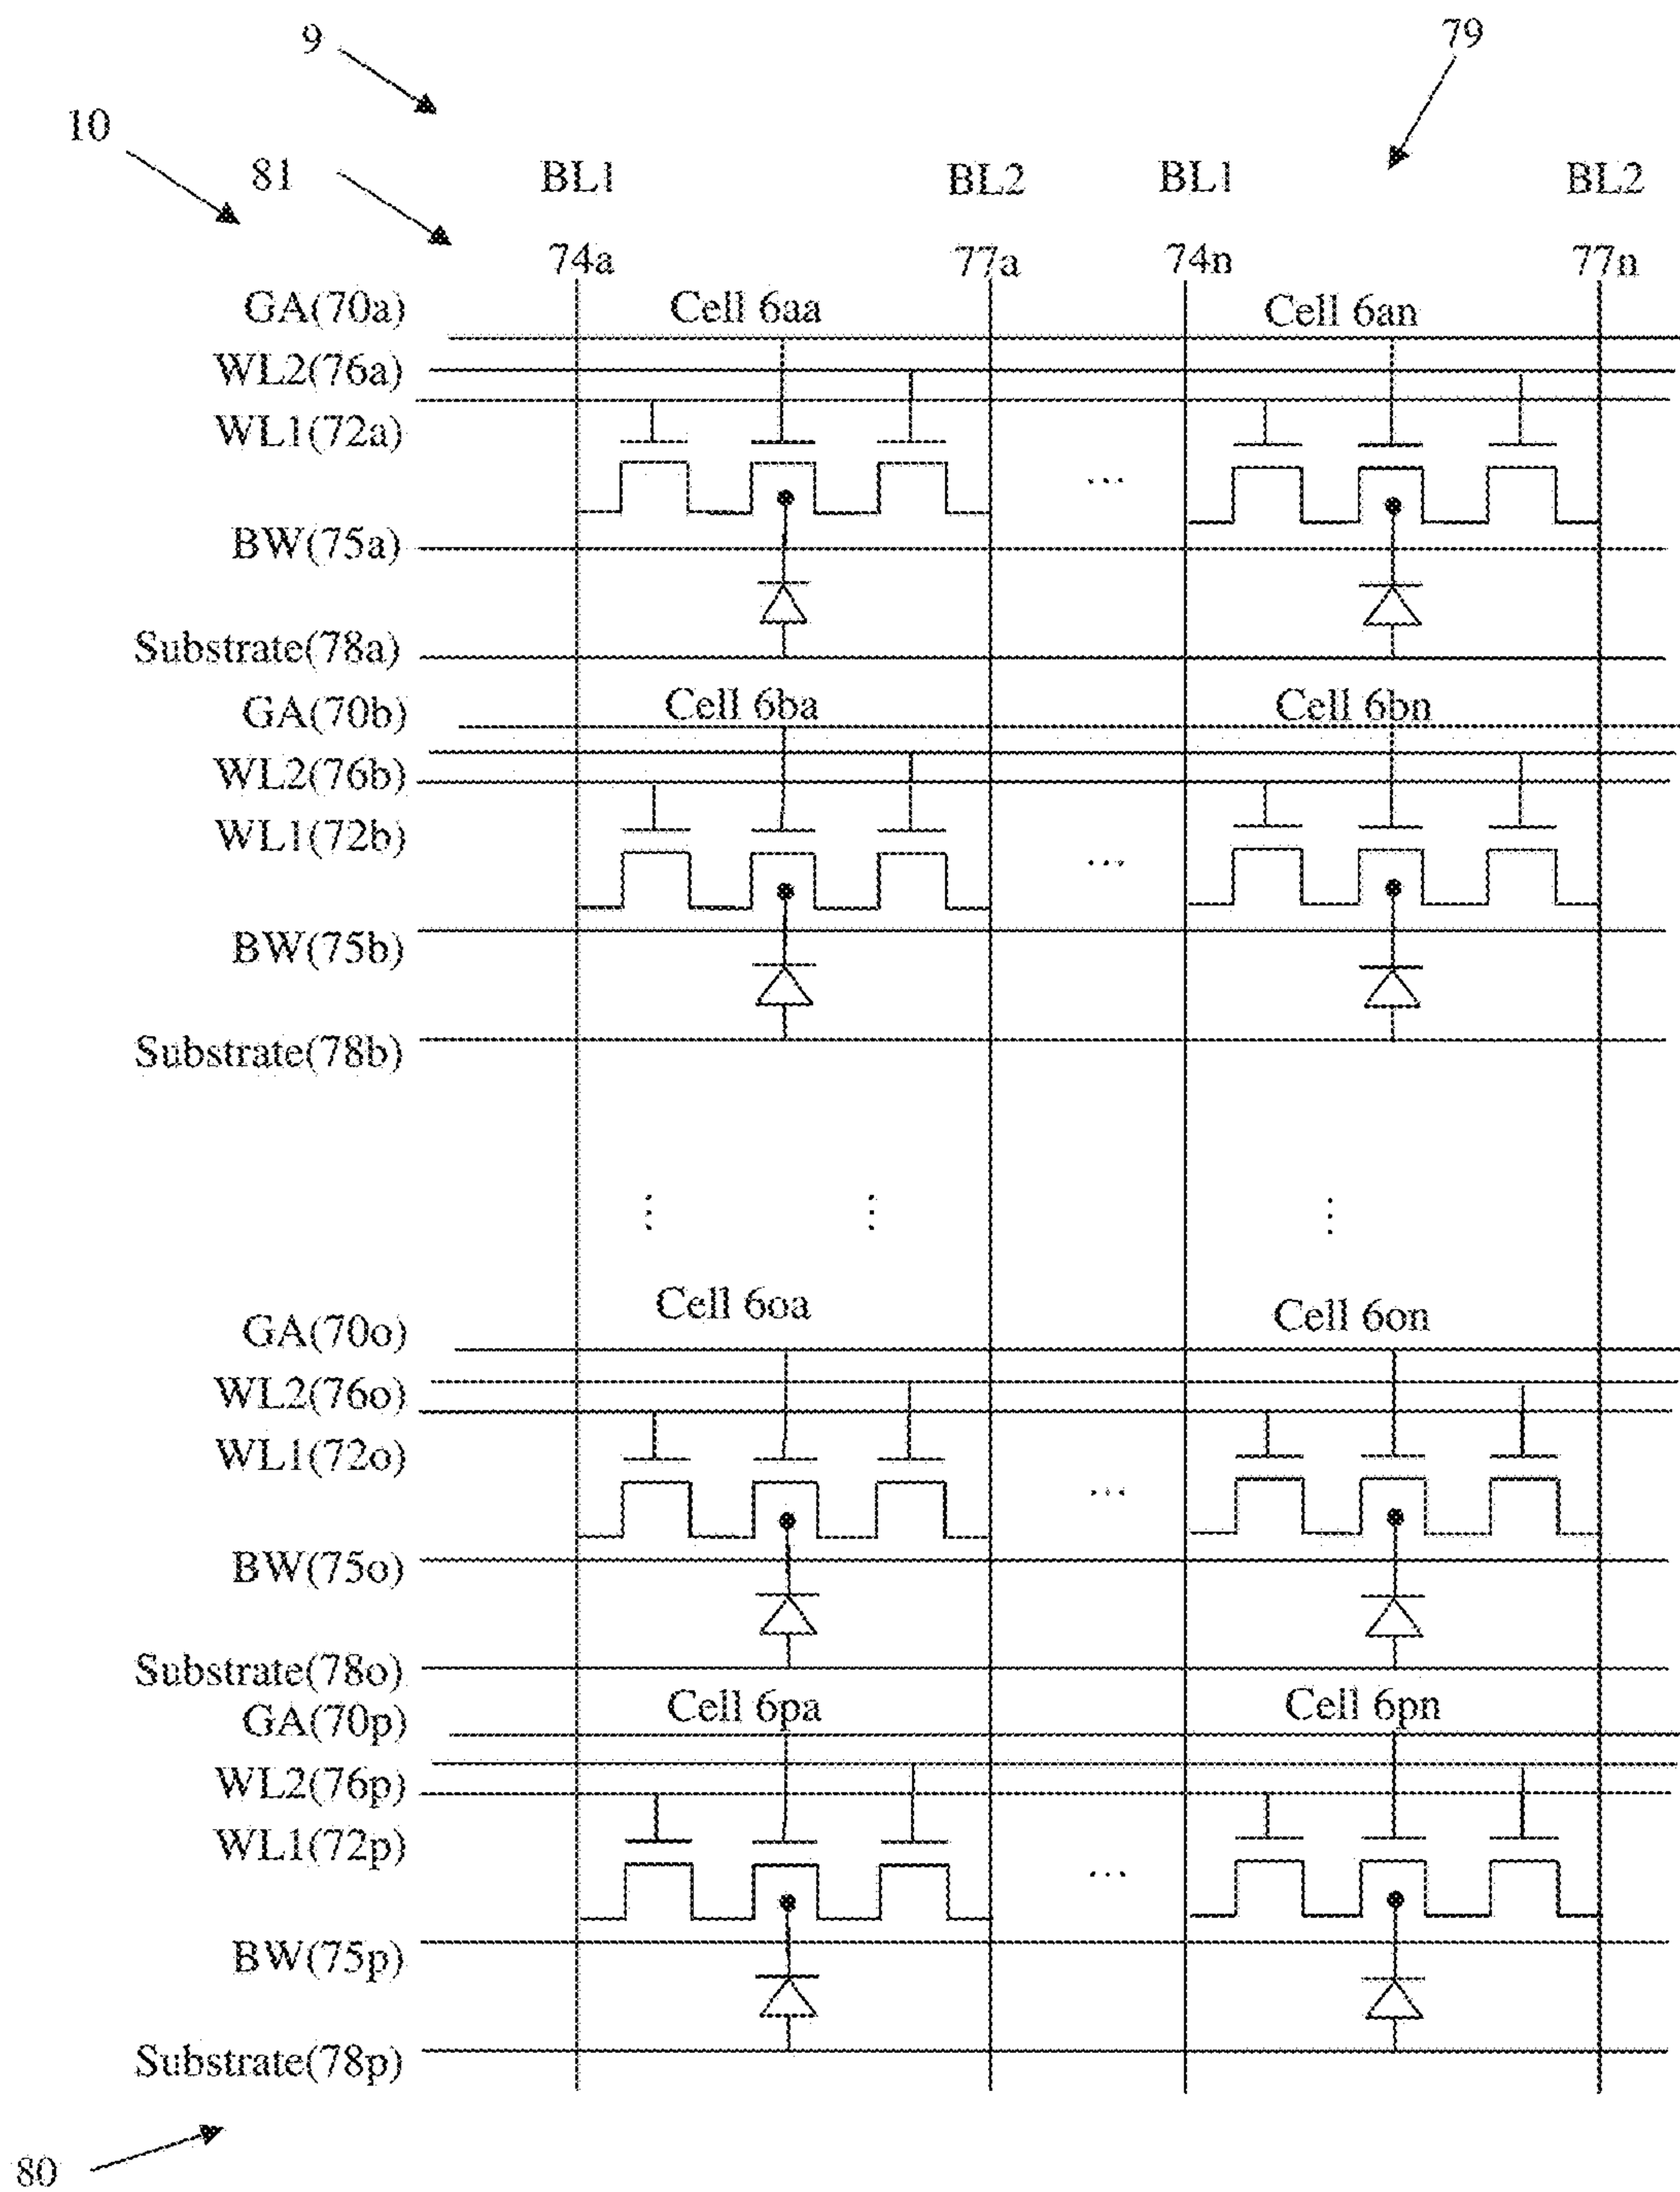 9
79
10
81
BL1 BL2 BL1 BL2
74a 77a 74n 77n
GA(70a) Cell 6aa Cell 6an
WL2(76a)
WL1(72a)
...
BW(75a)
Substrate(78a)
GA(70b) Cell 6ba Cell 6bn
WL2(76b)
WL1(72b)
...
BW(75b)
Substrate(78b)
Cell 6oa Cell 6on
GA(70o)
WL2(76o)
WL1(72o)
...
BW(75o)
Substrate(78o)
GA(70p) Cell 6pa Cell 6pn
WL2(76p)
WL1(72p)
...
BW(75p)
Substrate(78p)
80